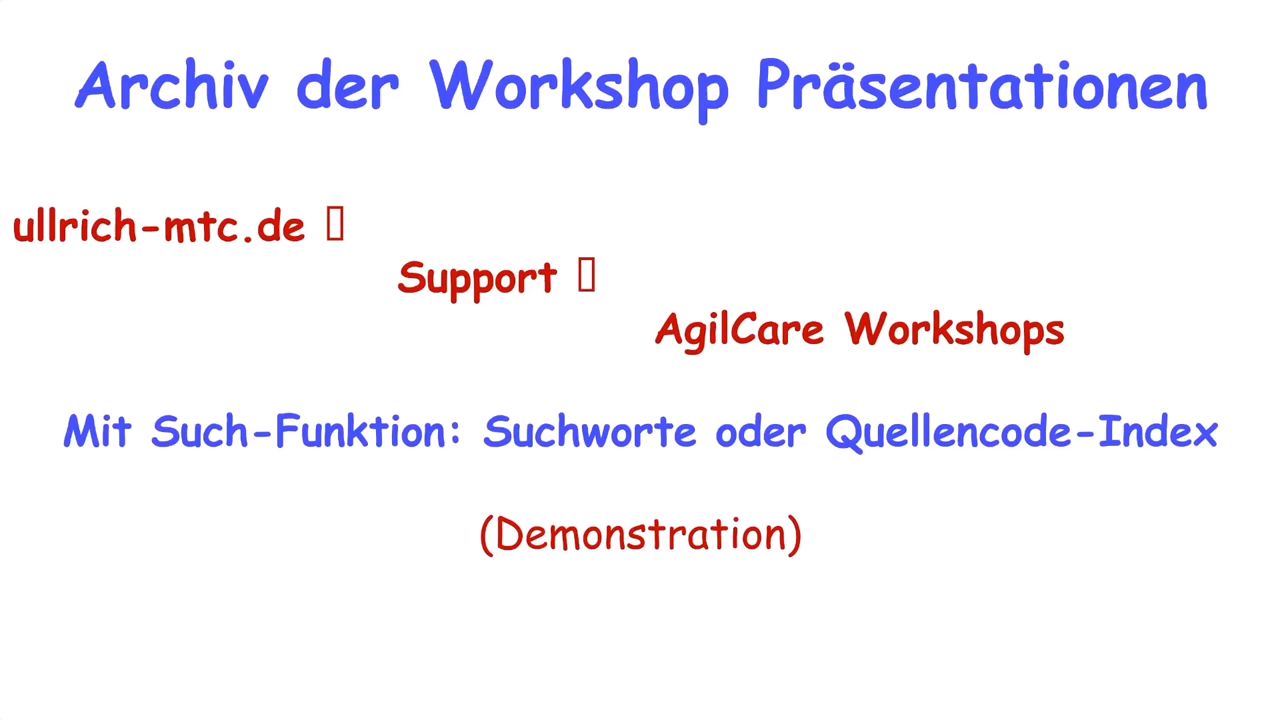 Archiv der Workshop Präsentationen
ullrich-mtc.de
Support
AgilCare Workshops
Mit Such-Funktion: Suchworte oder Quellencode-Index
(Demonstration)